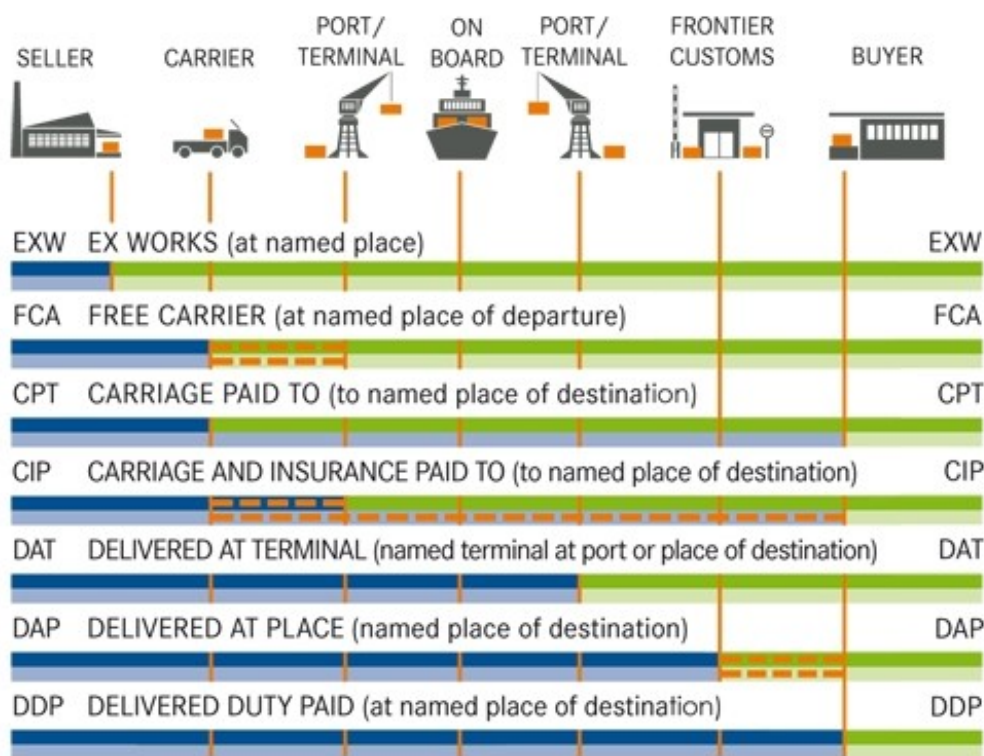 SELLER
CARRIER
PORT/
TERMINAL
ON
BOARD
PORT/
TERMINAL
FRONTIER
CUSTOMS
BUYER
EXW EX WORKS (at named place) EXW
FCA FREE CARRIER (at named place of departure) FCA
CPT CARRIAGE PAID TO (to named place of destination) CPT
CIP CARRIAGE AND INSURANCE PAID TO (to named place of destination) CIP
DAT DELIVERED AT TERMINAL (named terminal at port or place of destination) DAT
DAP DELIVERED AT PLACE (named place of destination) DAP
DDP DELIVERED DUTY PAID (at named place of destination) DDP